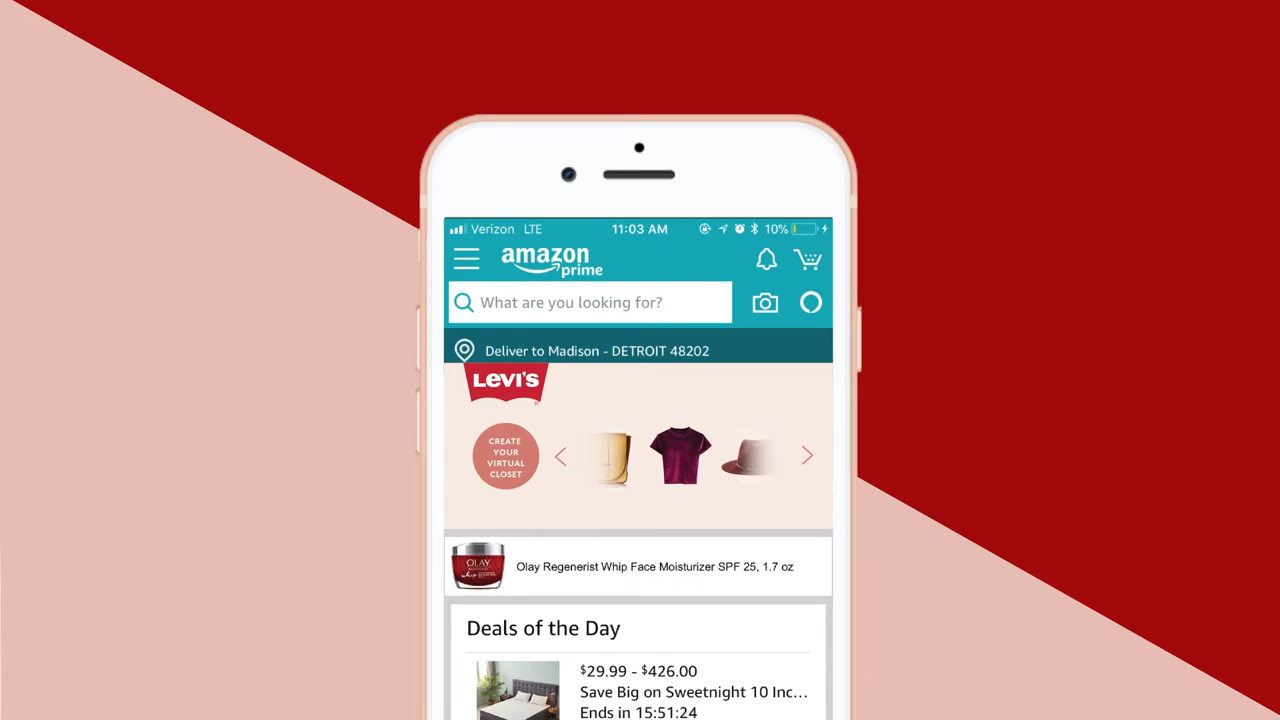 Verizon LTE 11:03 AM 10%
amazon
prime
What are you looking for?
Deliver to Madison - DETROIT 48202
LEVI'S
CREATE
YOUR
VIRTUAL
CLOSET
OLAY
whip
Olay Regenerist Whip Face Moisturizer SPF 25, 1.7 oz
Deals of the Day
$29.99 - $426.00
Save Big on Sweetnight 10 Inc...
Ends in 15:51:24